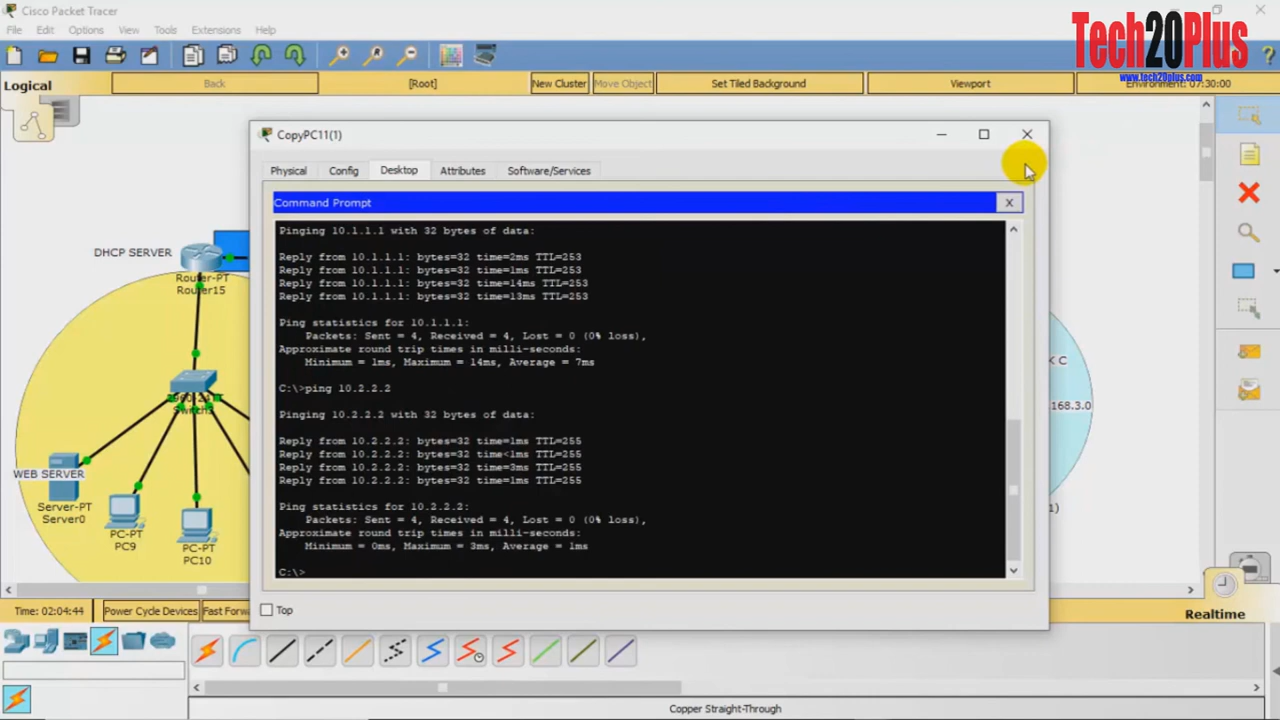 Cisco Packet Tracer
File Edit Options View Tools Extensions Help
Tech20Plus
www.tech20plus.com
Logical
Back
[Root]
New Cluster
Move Object
Set Tiled Background
Viewport
Environment: 07:30:00
CopyPC11(1)
Physical Config Desktop Attributes Software/Services
Command Prompt
X
Pinging 10.1.1.1 with 32 bytes of data:
Reply from 10.1.1.1: bytes=32 time=2ms TTL=253
Reply from 10.1.1.1: bytes=32 time=1ms TTL=253
Reply from 10.1.1.1: bytes=32 time=14ms TTL=253
Reply from 10.1.1.1: bytes=32 time=13ms TTL=253
Ping statistics for 10.1.1.1:
Packets: Sent = 4, Received = 4, Lost = 0 (0% loss),
Approximate round trip times in milli-seconds:
Minimum = 1ms, Maximum = 14ms, Average = 7ms
C:\>ping 10.2.2.2
Pinging 10.2.2.2 with 32 bytes of data:
Reply from 10.2.2.2: bytes=32 time=1ms TTL=255
Reply from 10.2.2.2: bytes=32 time<1ms TTL=255
Reply from 10.2.2.2: bytes=32 time=3ms TTL=255
Reply from 10.2.2.2: bytes=32 time=1ms TTL=255
Ping statistics for 10.2.2.2:
Packets: Sent = 4, Received = 4, Lost = 0 (0% loss),
Approximate round trip times in milli-seconds:
Minimum = 0ms, Maximum = 3ms, Average = 1ms
C:\>
Top
DHCP SERVER
Router-PT
Router15
WEB SERVER
Server-PT
Server0
PC-PT
PC9
PC-PT
PC10
K C
168.3.0
1)
Time: 02:04:44
Power Cycle Devices
Fast Forw
Realtime
Copper Straight-Through